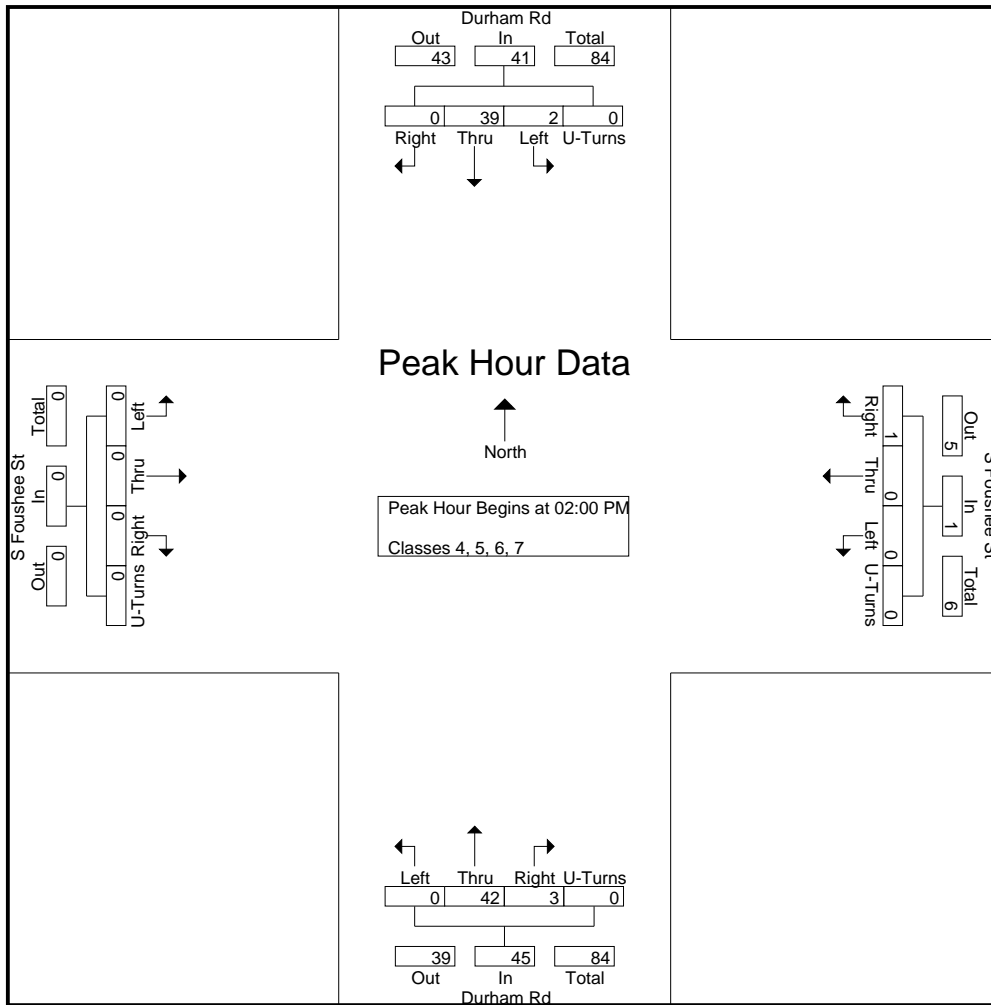 Durham Rd
Out In Total
43 41 84
0 39 2 0
Right Thru Left U-Turns
Peak Hour Data
North
Peak Hour Begins at 02:00 PM
Classes 4, 5, 6, 7
S Foushee St
Total In Out
0 0 0
0 0 0 0
Left Thru Right U-Turns
Right Thru Left U-Turns
1 0 0 0
Out In Total
5 1 6
S Foushee St
Left Thru Right U-Turns
0 42 3 0
39 45 84
Out In Total
Durham Rd